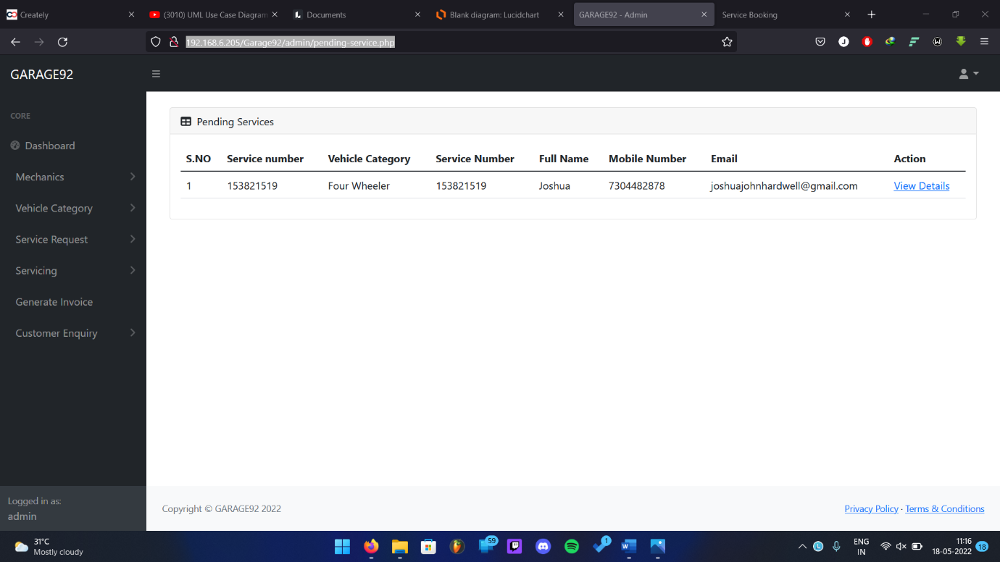 Creately
(3010) UML Use Case Diagram
Documents
Blank diagram: Lucidchart
GARAGE92 - Admin
Service Booking
192.168.6.205/Garage92/admin/pending-service.php
GARAGE92
CORE
Dashboard
Mechanics
Vehicle Category
Service Request
Servicing
Generate Invoice
Customer Enquiry
Logged in as:
admin
Pending Services
S.NO Service number Vehicle Category Service Number Full Name Mobile Number Email Action
1 153821519 Four Wheeler 153821519 Joshua 7304482878 joshuajohnhardwell@gmail.com View Details
Copyright © GARAGE92 2022
Privacy Policy · Terms & Conditions
31°C
Mostly cloudy
59
1
ENG
IN
11:16
18-05-2022
18